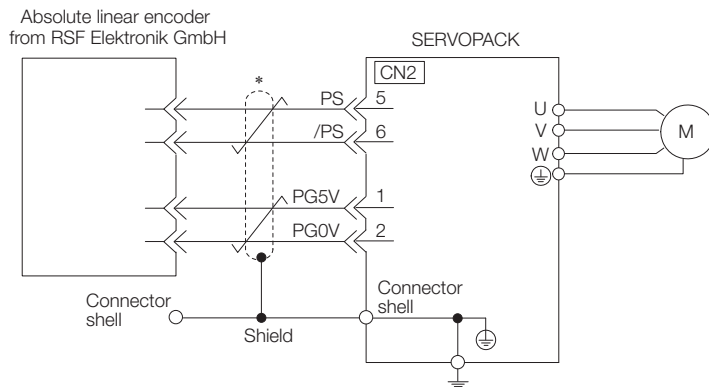 Absolute linear encoder
from RSF Elektronik GmbH
SERVOPACK
*
CN2
PS 5
/PS 6
PG5V 1
PG0V 2
U
V
W
M
Connector
shell
Shield
Connector
shell